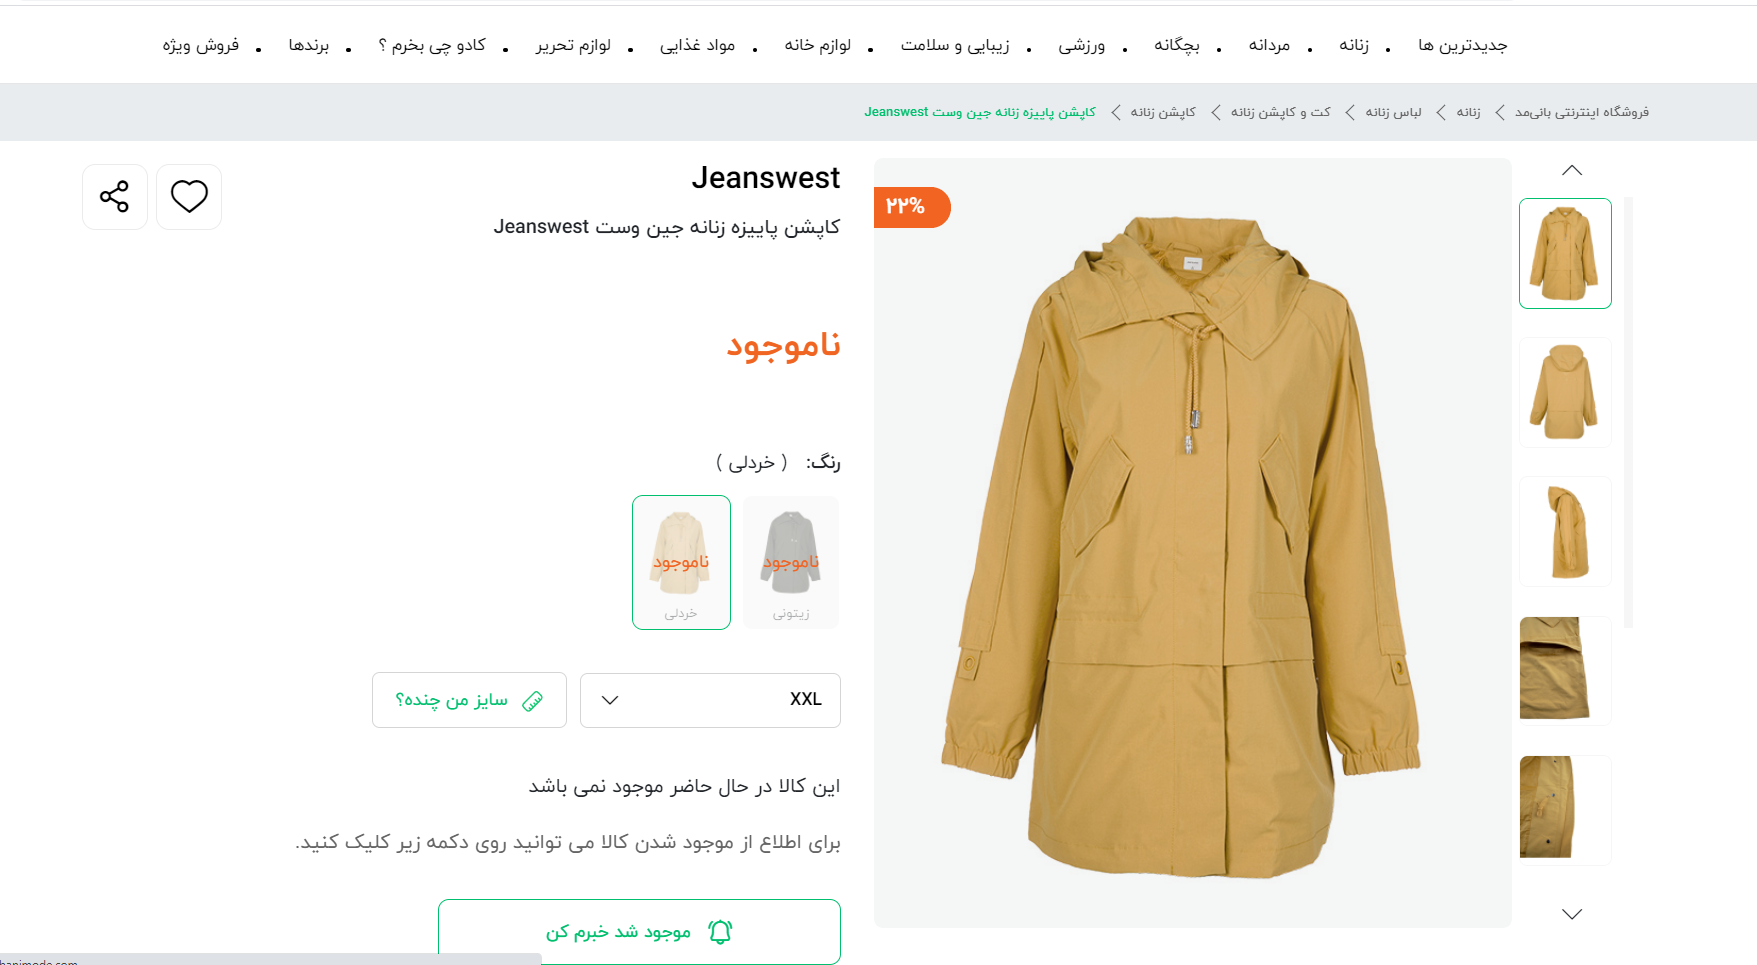 جدیدترین ها • زنانه • مردانه • بچگانه • ورزشی • زیبایی و سلامت • لوازم خانه • مواد غذایی • لوازم تحریر • کادو چی بخرم ؟ • برندها • فروش ویژه
فروشگاه اینترنتی بانی‌مد > زنانه > لباس زنانه > کت و کاپشن زنانه > کاپشن زنانه > کاپشن پاییزه زنانه جین وست Jeanswest
۲۲%
Jeanswest
کاپشن پاییزه زنانه جین وست Jeanswest
ناموجود
رنگ: ( خردلی )
ناموجود
زیتونی
ناموجود
خردلی
XXL
سایز من چنده؟
این کالا در حال حاضر موجود نمی باشد
برای اطلاع از موجود شدن کالا می توانید روی دکمه زیر کلیک کنید.
موجود شد خبرم کن